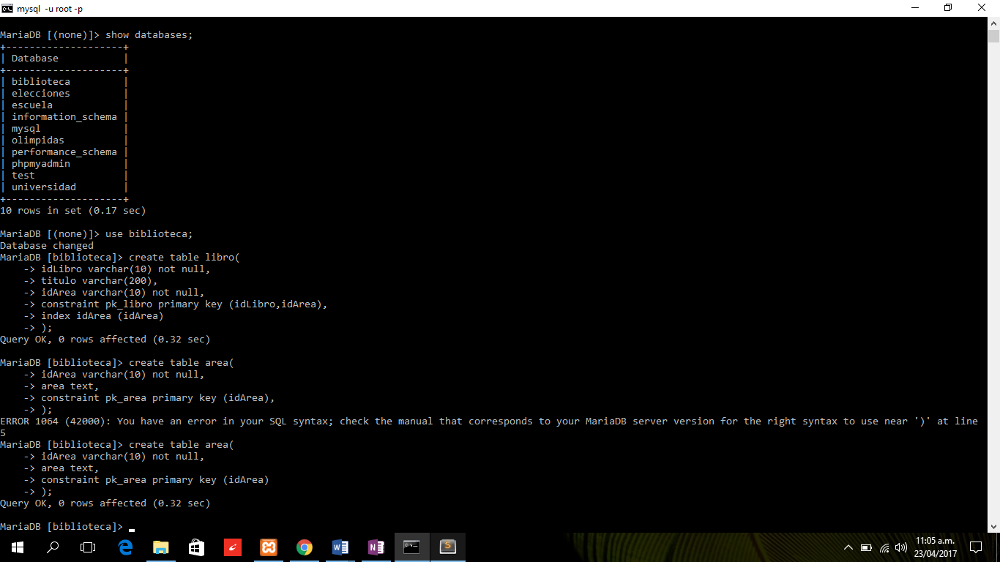 mysql -u root -p
MariaDB [(none)]> show databases;
+--------------------+
| Database           |
+--------------------+
| biblioteca         |
| elecciones         |
| escuela            |
| information_schema |
| mysql              |
| olimpidas          |
| performance_schema |
| phpmyadmin         |
| test               |
| universidad        |
+--------------------+
10 rows in set (0.17 sec)
MariaDB [(none)]> use biblioteca;
Database changed
MariaDB [biblioteca]> create table libro(
    -> idLibro varchar(10) not null,
    -> titulo varchar(200),
    -> idArea varchar(10) not null,
    -> constraint pk_libro primary key (idLibro,idArea),
    -> index idArea (idArea)
    -> );
Query OK, 0 rows affected (0.32 sec)
MariaDB [biblioteca]> create table area(
    -> idArea varchar(10) not null,
    -> area text,
    -> constraint pk_area primary key (idArea),
    -> );
ERROR 1064 (42000): You have an error in your SQL syntax; check the manual that corresponds to your MariaDB server version for the right syntax to use near ')' at line
5
MariaDB [biblioteca]> create table area(
    -> idArea varchar(10) not null,
    -> area text,
    -> constraint pk_area primary key (idArea)
    -> );
Query OK, 0 rows affected (0.32 sec)
MariaDB [biblioteca]>
11:05 a.m.
23/04/2017